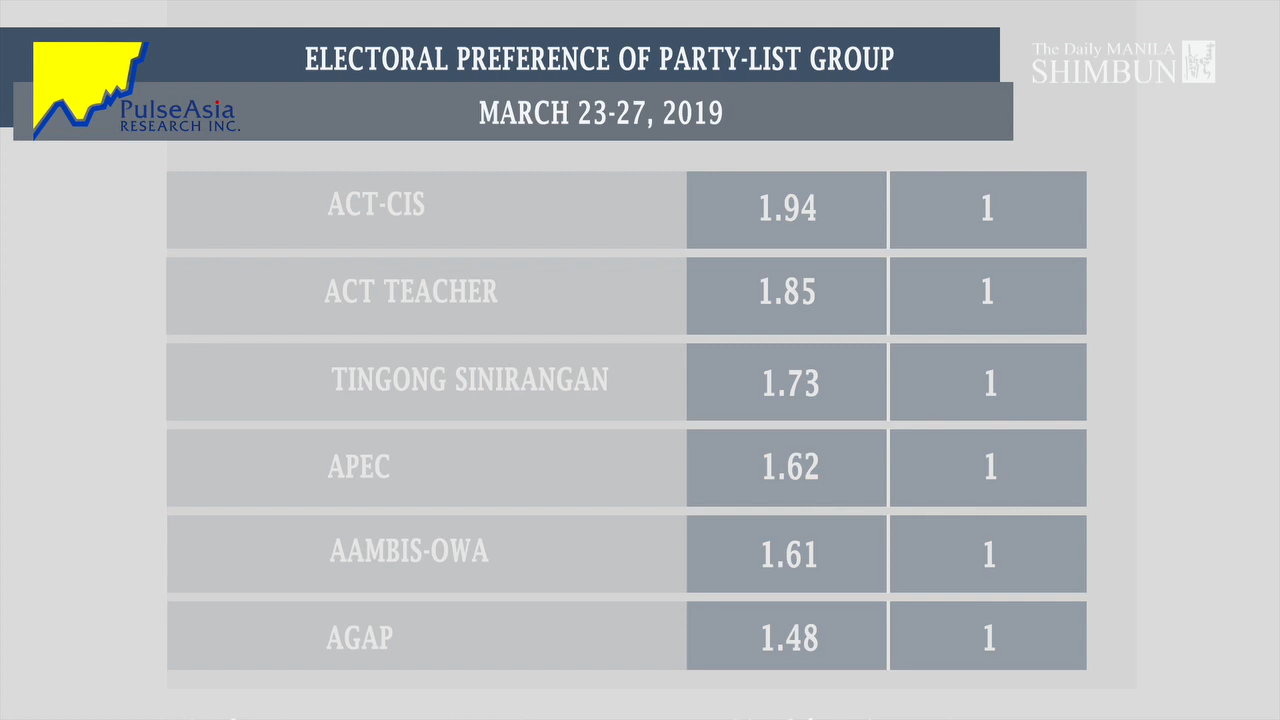 ELECTORAL PREFERENCE OF PARTY-LIST GROUP
The Daily MANILA
SHIMBUN
PulseAsia
RESEARCH INC.
MARCH 23-27, 2019
ACT-CIS 1.94 1
ACT TEACHER 1.85 1
TINGONG SINIRANGAN 1.73 1
APEC 1.62 1
AAMBIS-OWA 1.61 1
AGAP 1.48 1